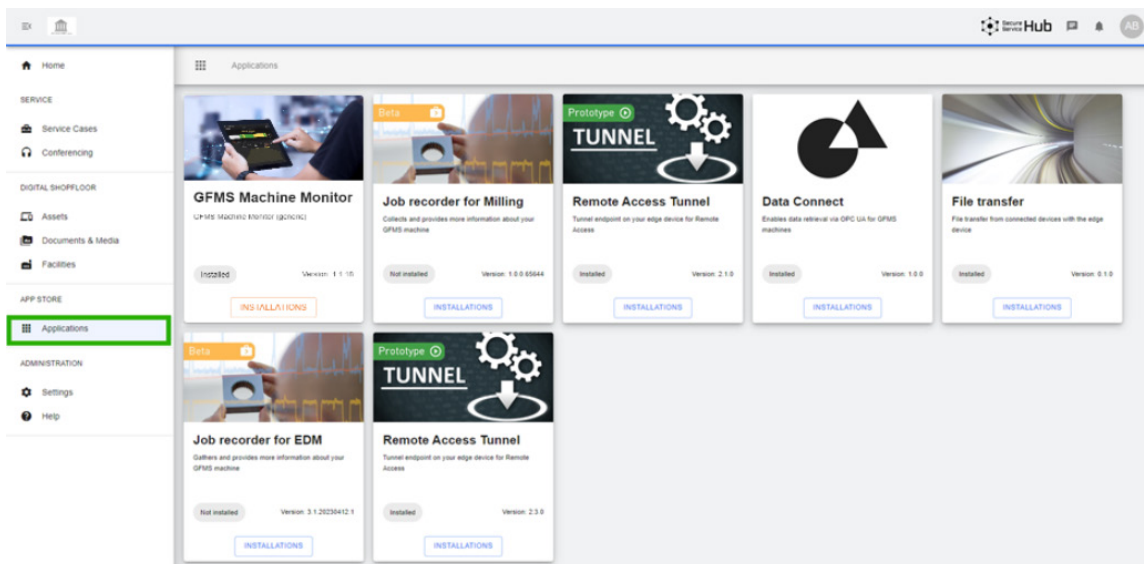 Secure
Service Hub
AB
Home
Applications
SERVICE
Service Cases
Conferencing
DIGITAL SHOPFLOOR
Assets
Documents & Media
Facilities
APP STORE
Applications
ADMINISTRATION
Settings
Help
GFMS Machine Monitor
GFMS Machine Monitor (generic)
Installed
INSTALLATIONS
Beta
Job recorder for Milling
Collects and provides more information about your
GFMS machine
Not installed
Version: 1.0.0.65644
INSTALLATIONS
Prototype
TUNNEL
Remote Access Tunnel
Tunnel endpoint on your edge device for Remote
Access
Installed
Version: 2.1.0
INSTALLATIONS
Data Connect
Enables data retrieval via OPC UA for GFMS
machines
Installed
Version: 1.0.0
INSTALLATIONS
File transfer
File transfer from connected devices with the edge
device
Installed
Version: 0.1.0
INSTALLATIONS
Beta
Job recorder for EDM
Gathers and provides more information about your
GFMS machine
Not installed
Version: 3.1.20230412.1
INSTALLATIONS
Prototype
TUNNEL
Remote Access Tunnel
Tunnel endpoint on your edge device for Remote
Access
Installed
Version: 2.3.0
INSTALLATIONS